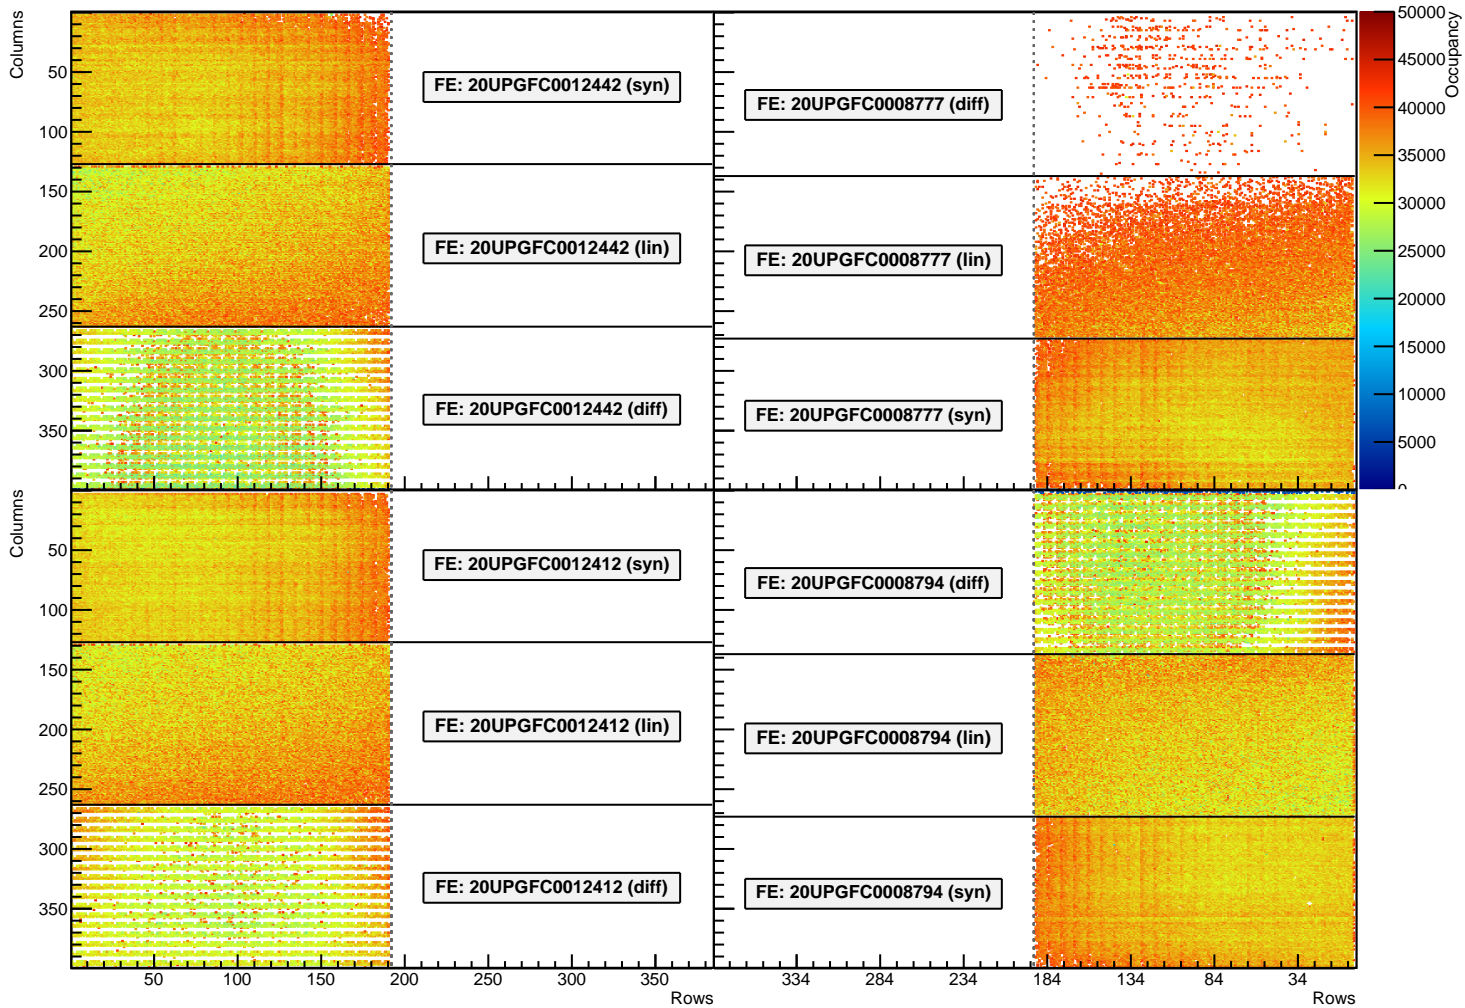 Columns
50
100
150
200
250
300
350
FE: 20UPGFC0012442 (syn)
FE: 20UPGFC0012442 (lin)
FE: 20UPGFC0012442 (diff)
FE: 20UPGFC0008777 (diff)
FE: 20UPGFC0008777 (lin)
FE: 20UPGFC0008777 (syn)
50000
45000
40000
35000
30000
25000
20000
15000
10000
5000
0
Occupancy
Columns
50
100
150
200
250
300
350
FE: 20UPGFC0012412 (syn)
FE: 20UPGFC0012412 (lin)
FE: 20UPGFC0012412 (diff)
FE: 20UPGFC0008794 (diff)
FE: 20UPGFC0008794 (lin)
FE: 20UPGFC0008794 (syn)
50 100 150 200 250 300 350
Rows
334 284 234 184 134 84 34
Rows